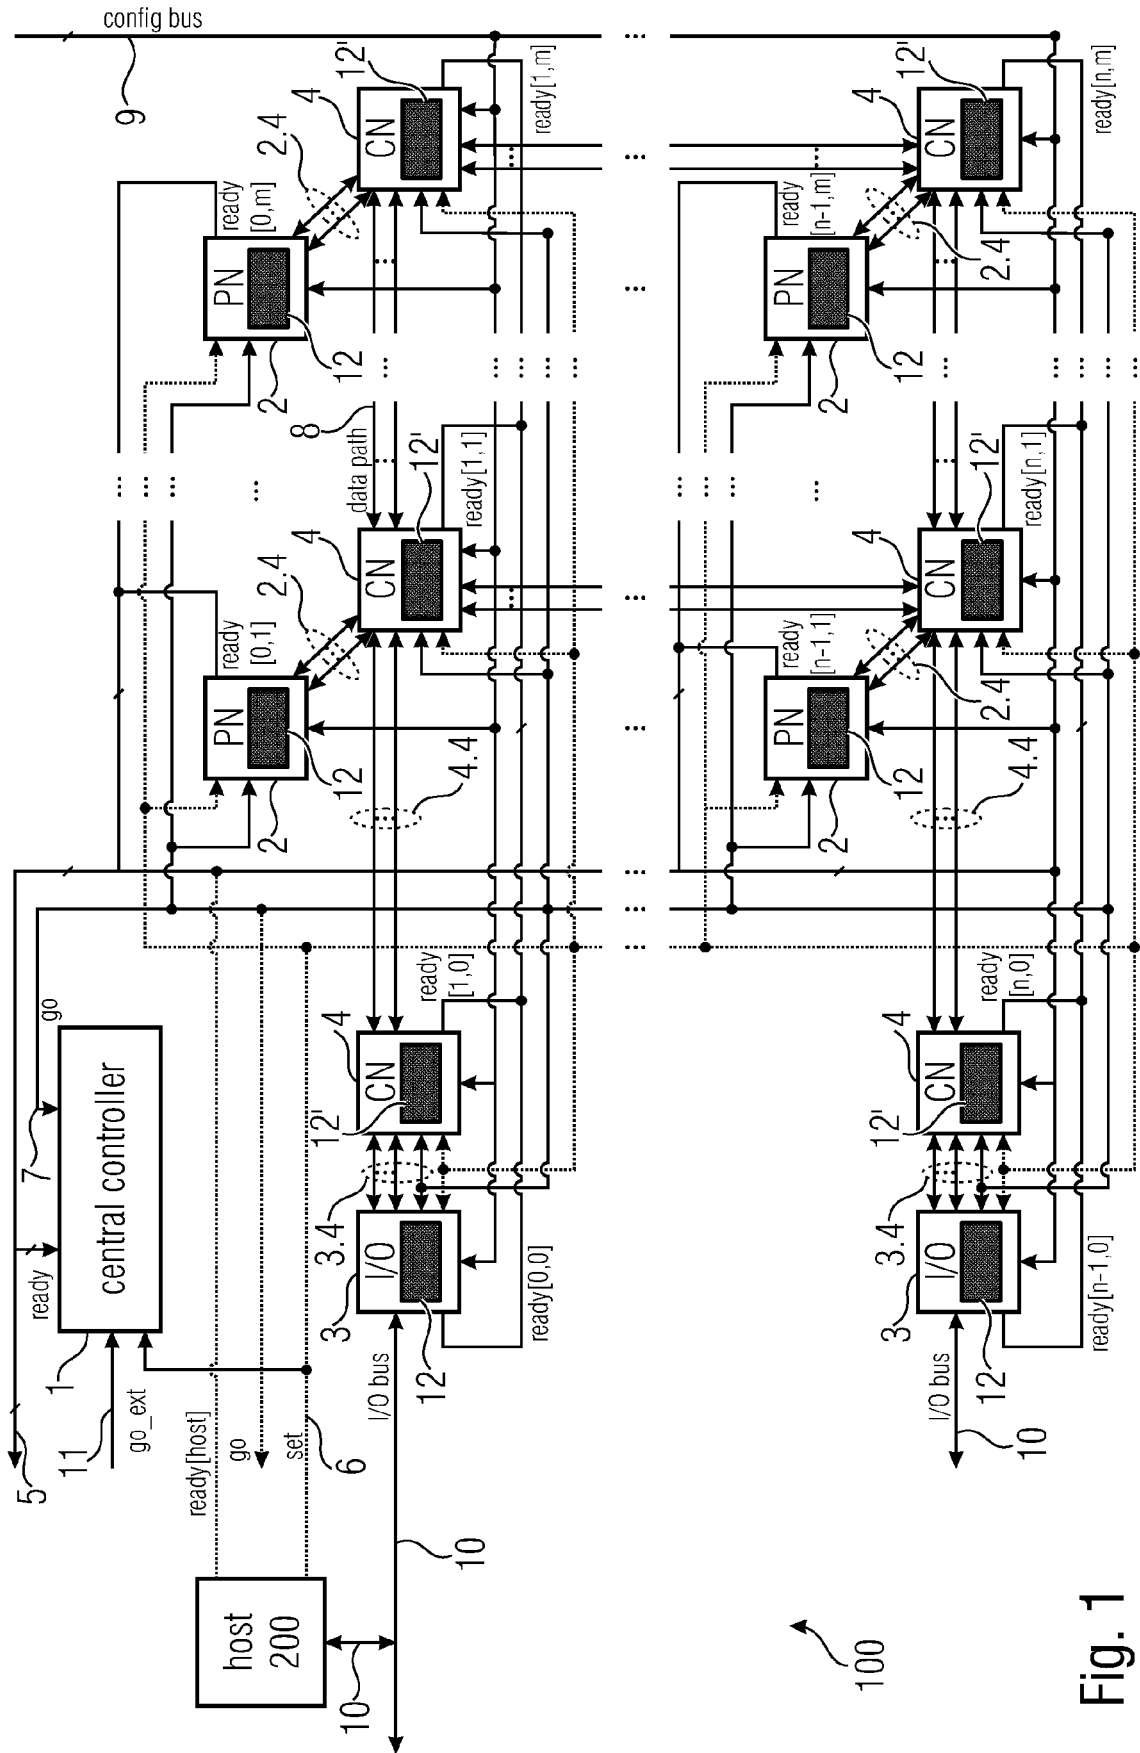 config bus
9
ready
[0,m]
2.4
4
12'
CN
ready[1,m]
PN
12
2
8
data path
ready
[n-1,m]
2.4
4
12'
CN
ready[n,m]
PN
12
2
ready
[0,1]
2.4
4
12'
CN
ready[1,1]
PN
12
2
4.4
ready
[n-1,1]
2.4
4
12'
CN
ready[n,1]
PN
12
2
4.4
go
7
ready
central controller
1
5
11
go_ext
ready[host]
go
set
6
host
200
10
I/O bus
10
3
I/O
12
3.4
4
CN
12'
ready
[1,0]
ready[0,0]
I/O bus
10
3
I/O
12
3.4
4
CN
12'
ready
[n,0]
ready[n-1,0]
100
Fig. 1